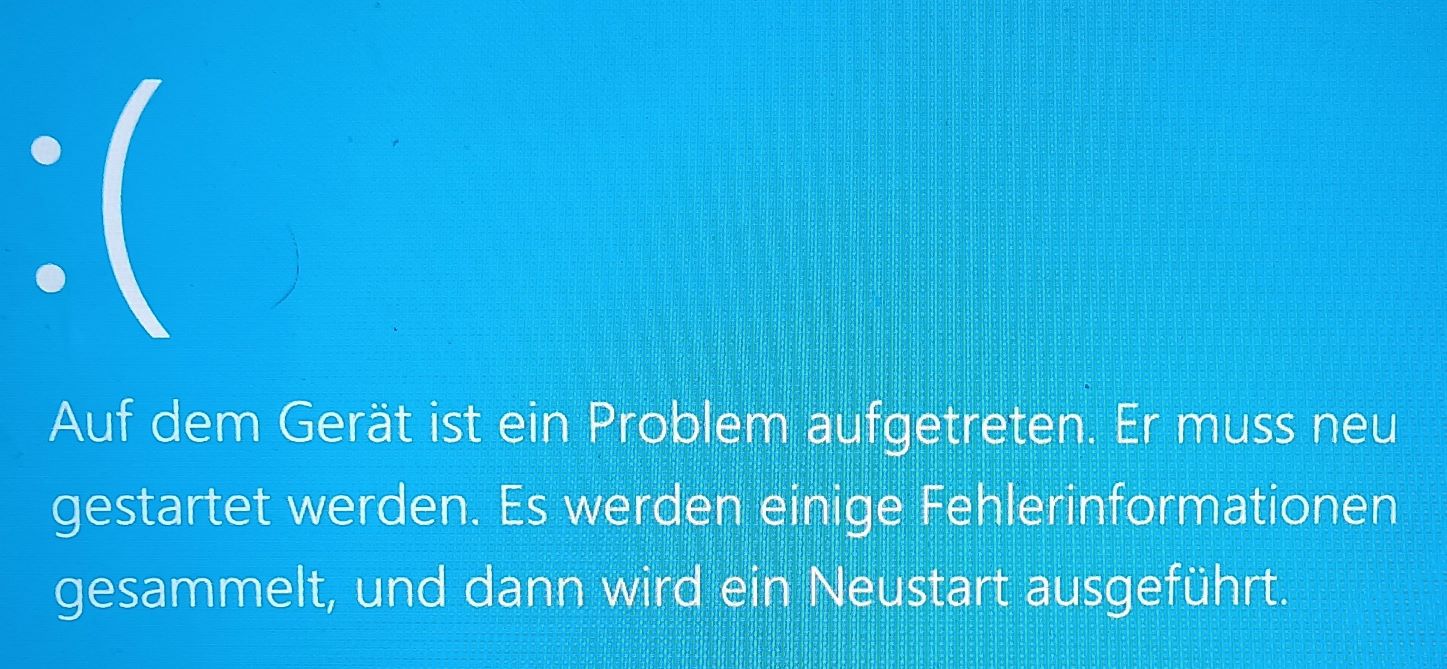 :(
Auf dem Gerät ist ein Problem aufgetreten. Er muss neu
gestartet werden. Es werden einige Fehlerinformationen
gesammelt, und dann wird ein Neustart ausgeführt.